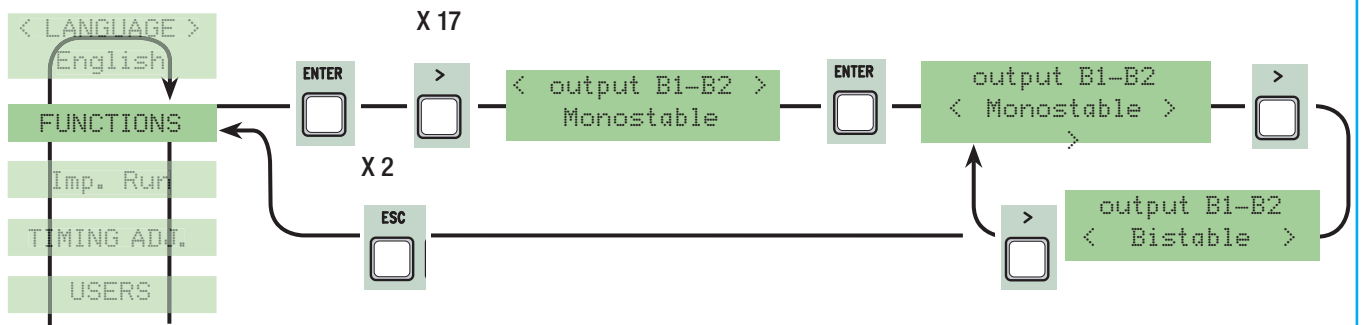 X 17
< LANGUAGE >
English
FUNCTIONS
Imp. Run
TIMING ADJ.
USERS
ENTER
>
< output B1–B2 >
Monostable
ENTER
output B1–B2
< Monostable >
>
>
output B1–B2
< Bistable >
>
X 2
ESC